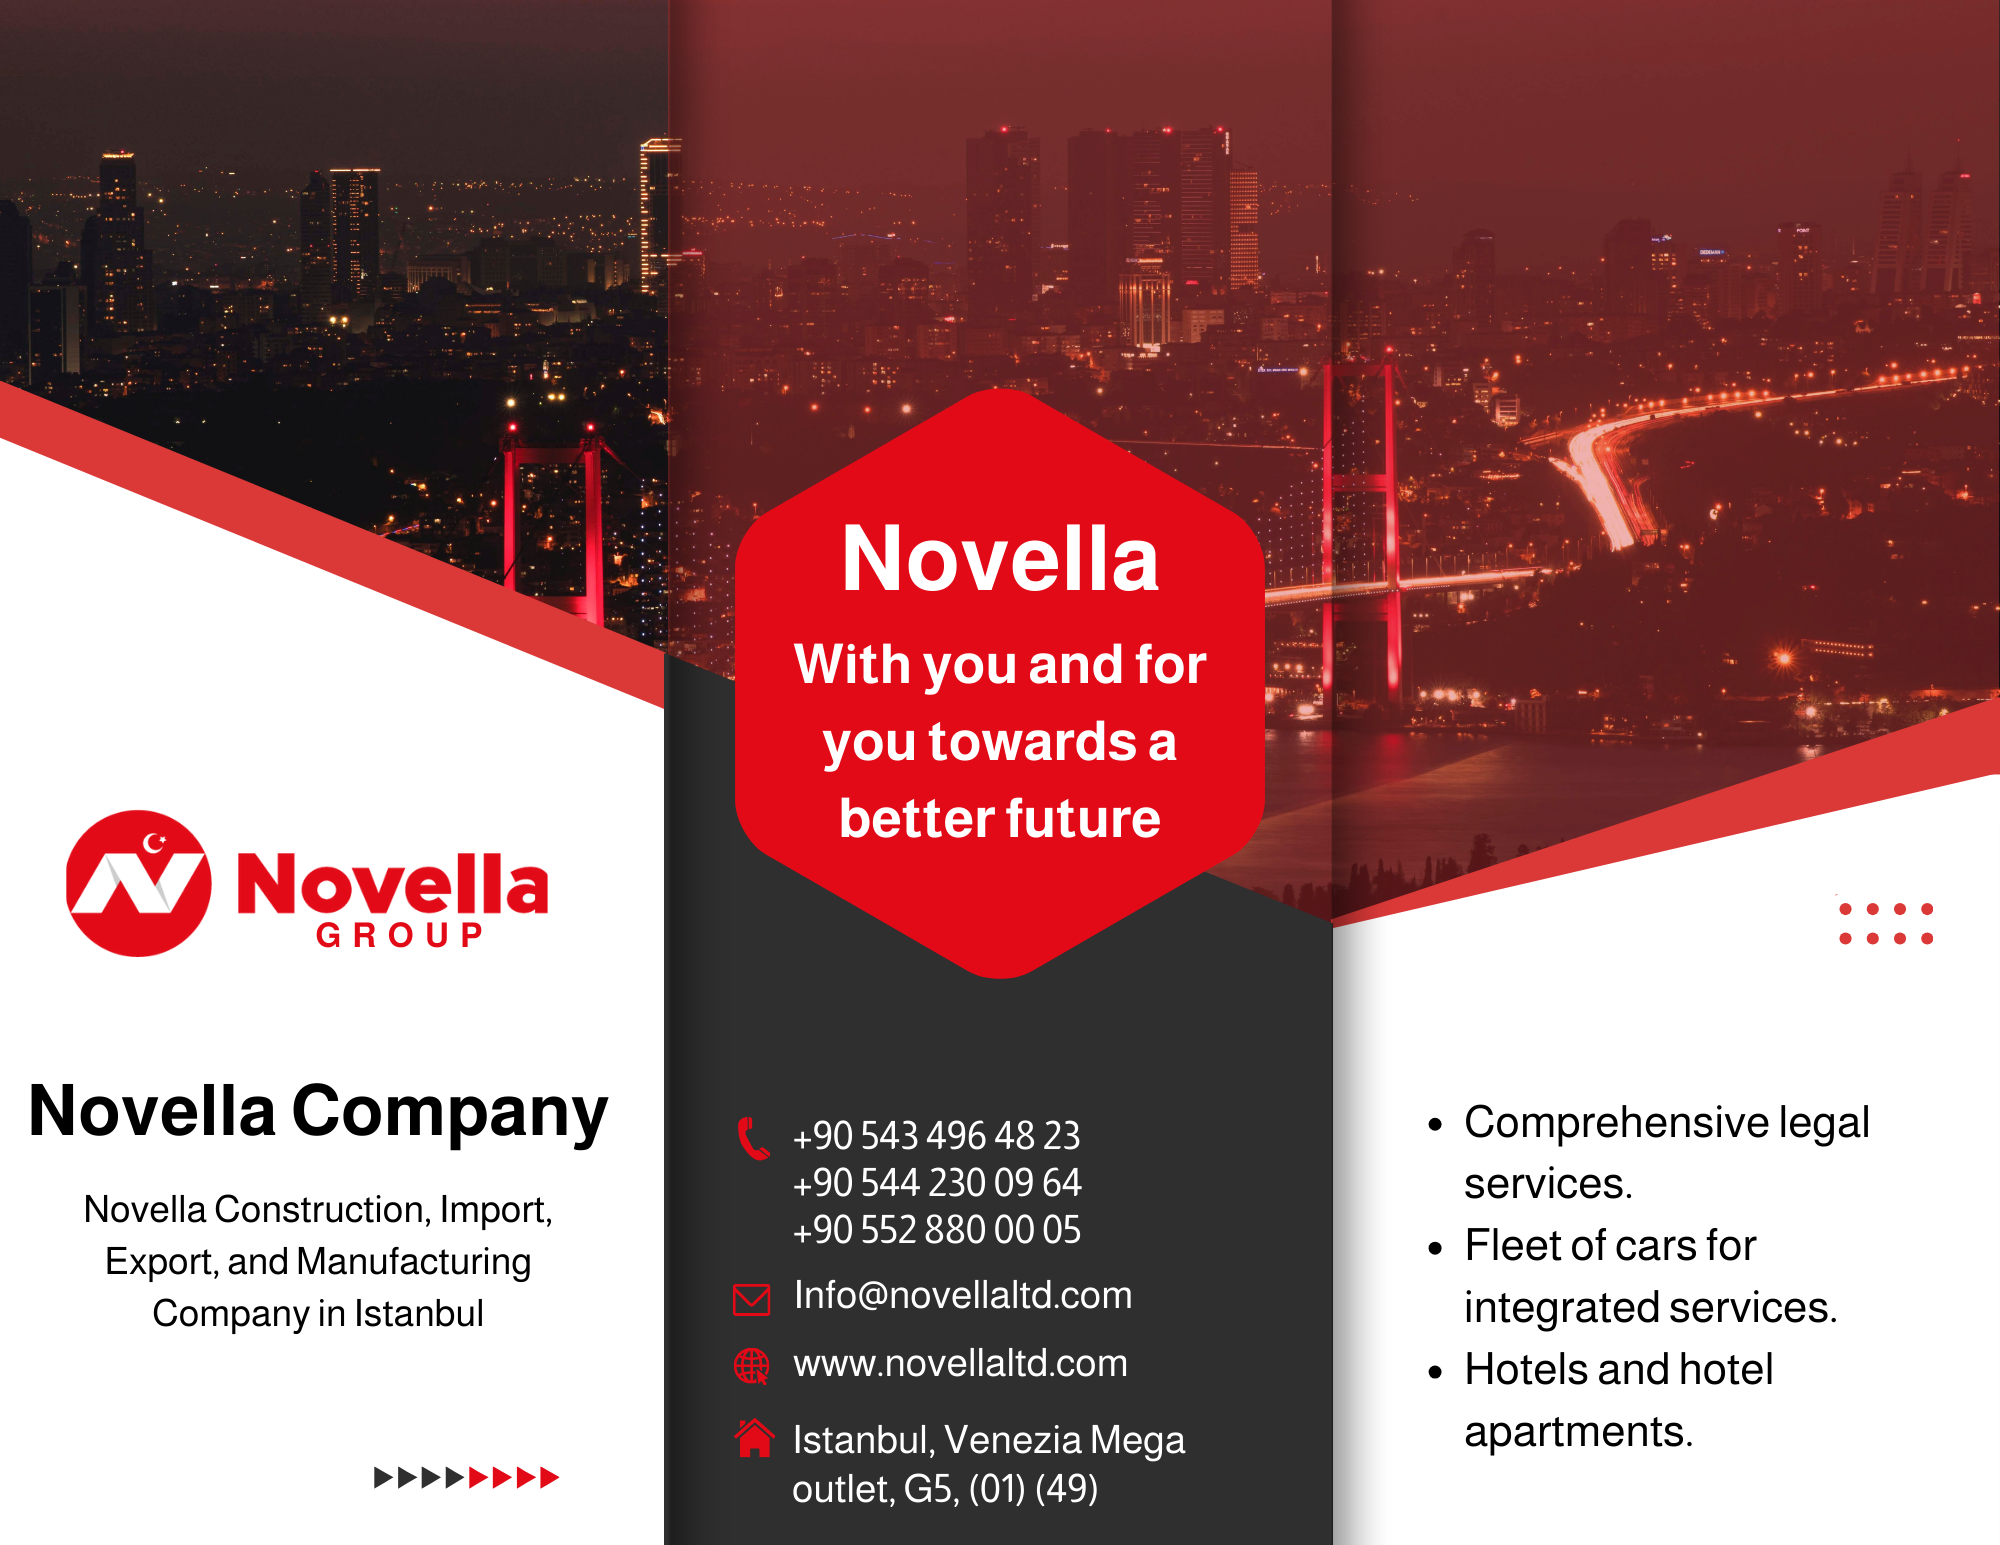 Novella
GROUP
Novella Company
Novella Construction, Import,
Export, and Manufacturing
Company in Istanbul
Novella
With you and for
you towards a
better future
+90 543 496 48 23
+90 544 230 09 64
+90 552 880 00 05
Info@novellaltd.com
www.novellaltd.com
Istanbul, Venezia Mega
outlet, G5, (01) (49)
• Comprehensive legal
services.
• Fleet of cars for
integrated services.
• Hotels and hotel
apartments.